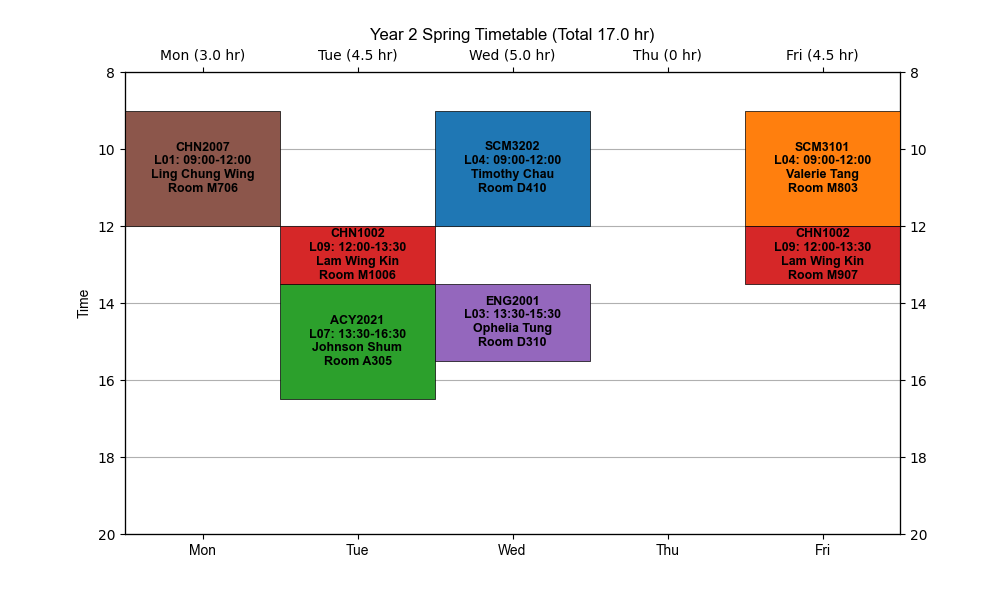 Year 2 Spring Timetable (Total 17.0 hr)
Mon (3.0 hr) Tue (4.5 hr) Wed (5.0 hr) Thu (0 hr) Fri (4.5 hr)
8 8
CHN2007
L01: 09:00-12:00
Ling Chung Wing
Room M706
SCM3202
L04: 09:00-12:00
Timothy Chau
Room D410
SCM3101
L04: 09:00-12:00
Valerie Tang
Room M803
10 10
12 12
CHN1002
L09: 12:00-13:30
Lam Wing Kin
Room M1006
CHN1002
L09: 12:00-13:30
Lam Wing Kin
Room M907
Time
14 14
ACY2021
L07: 13:30-16:30
Johnson Shum
Room A305
ENG2001
L03: 13:30-15:30
Ophelia Tung
Room D310
16 16
18 18
20 20
Mon Tue Wed Thu Fri